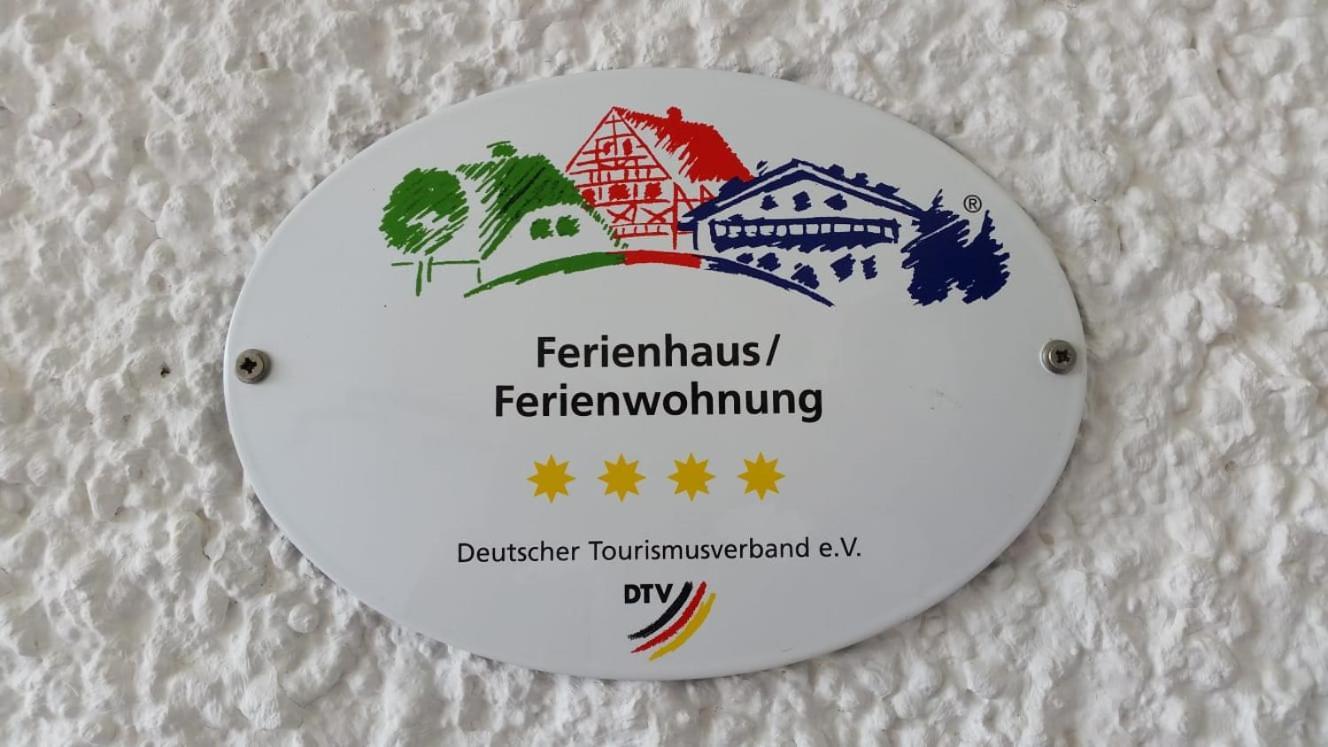 ®
Ferienhaus/
Ferienwohnung
Deutscher Tourismusverband e.V.
DTV